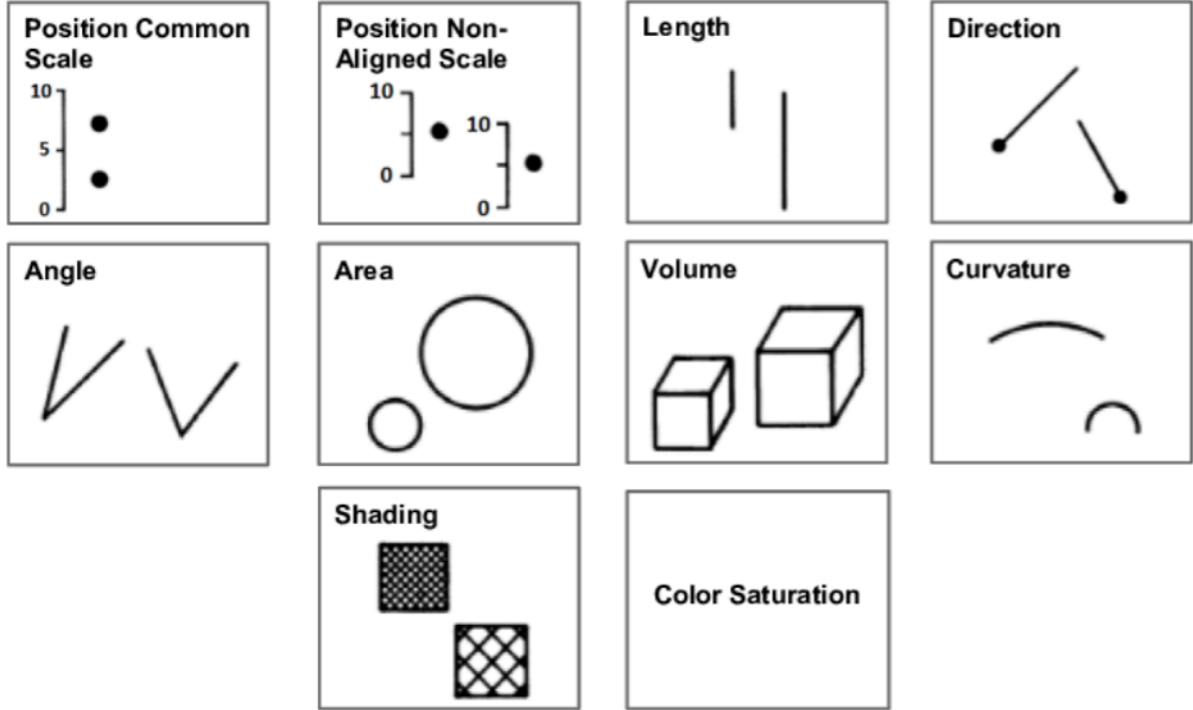 Position Common
Scale
10
5
0
Position Non-
Aligned Scale
10
0
10
0
Length
Direction
Angle
Area
Volume
Curvature
Shading
Color Saturation